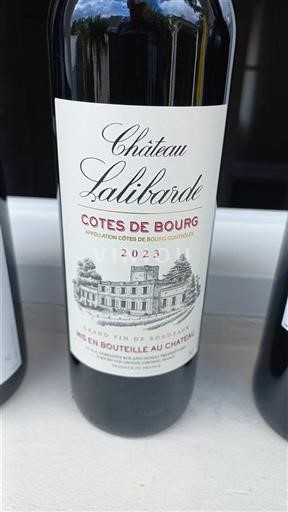 Château
Lalibarde
COTES DE BOURG
APPELLATION CÔTES DE BOURG CONTRÔLÉE
2023
GRAND VIN DE BORDEAUX
MIS EN BOUTEILLE AU CHATEAU
PRODUCT OF FRANCE